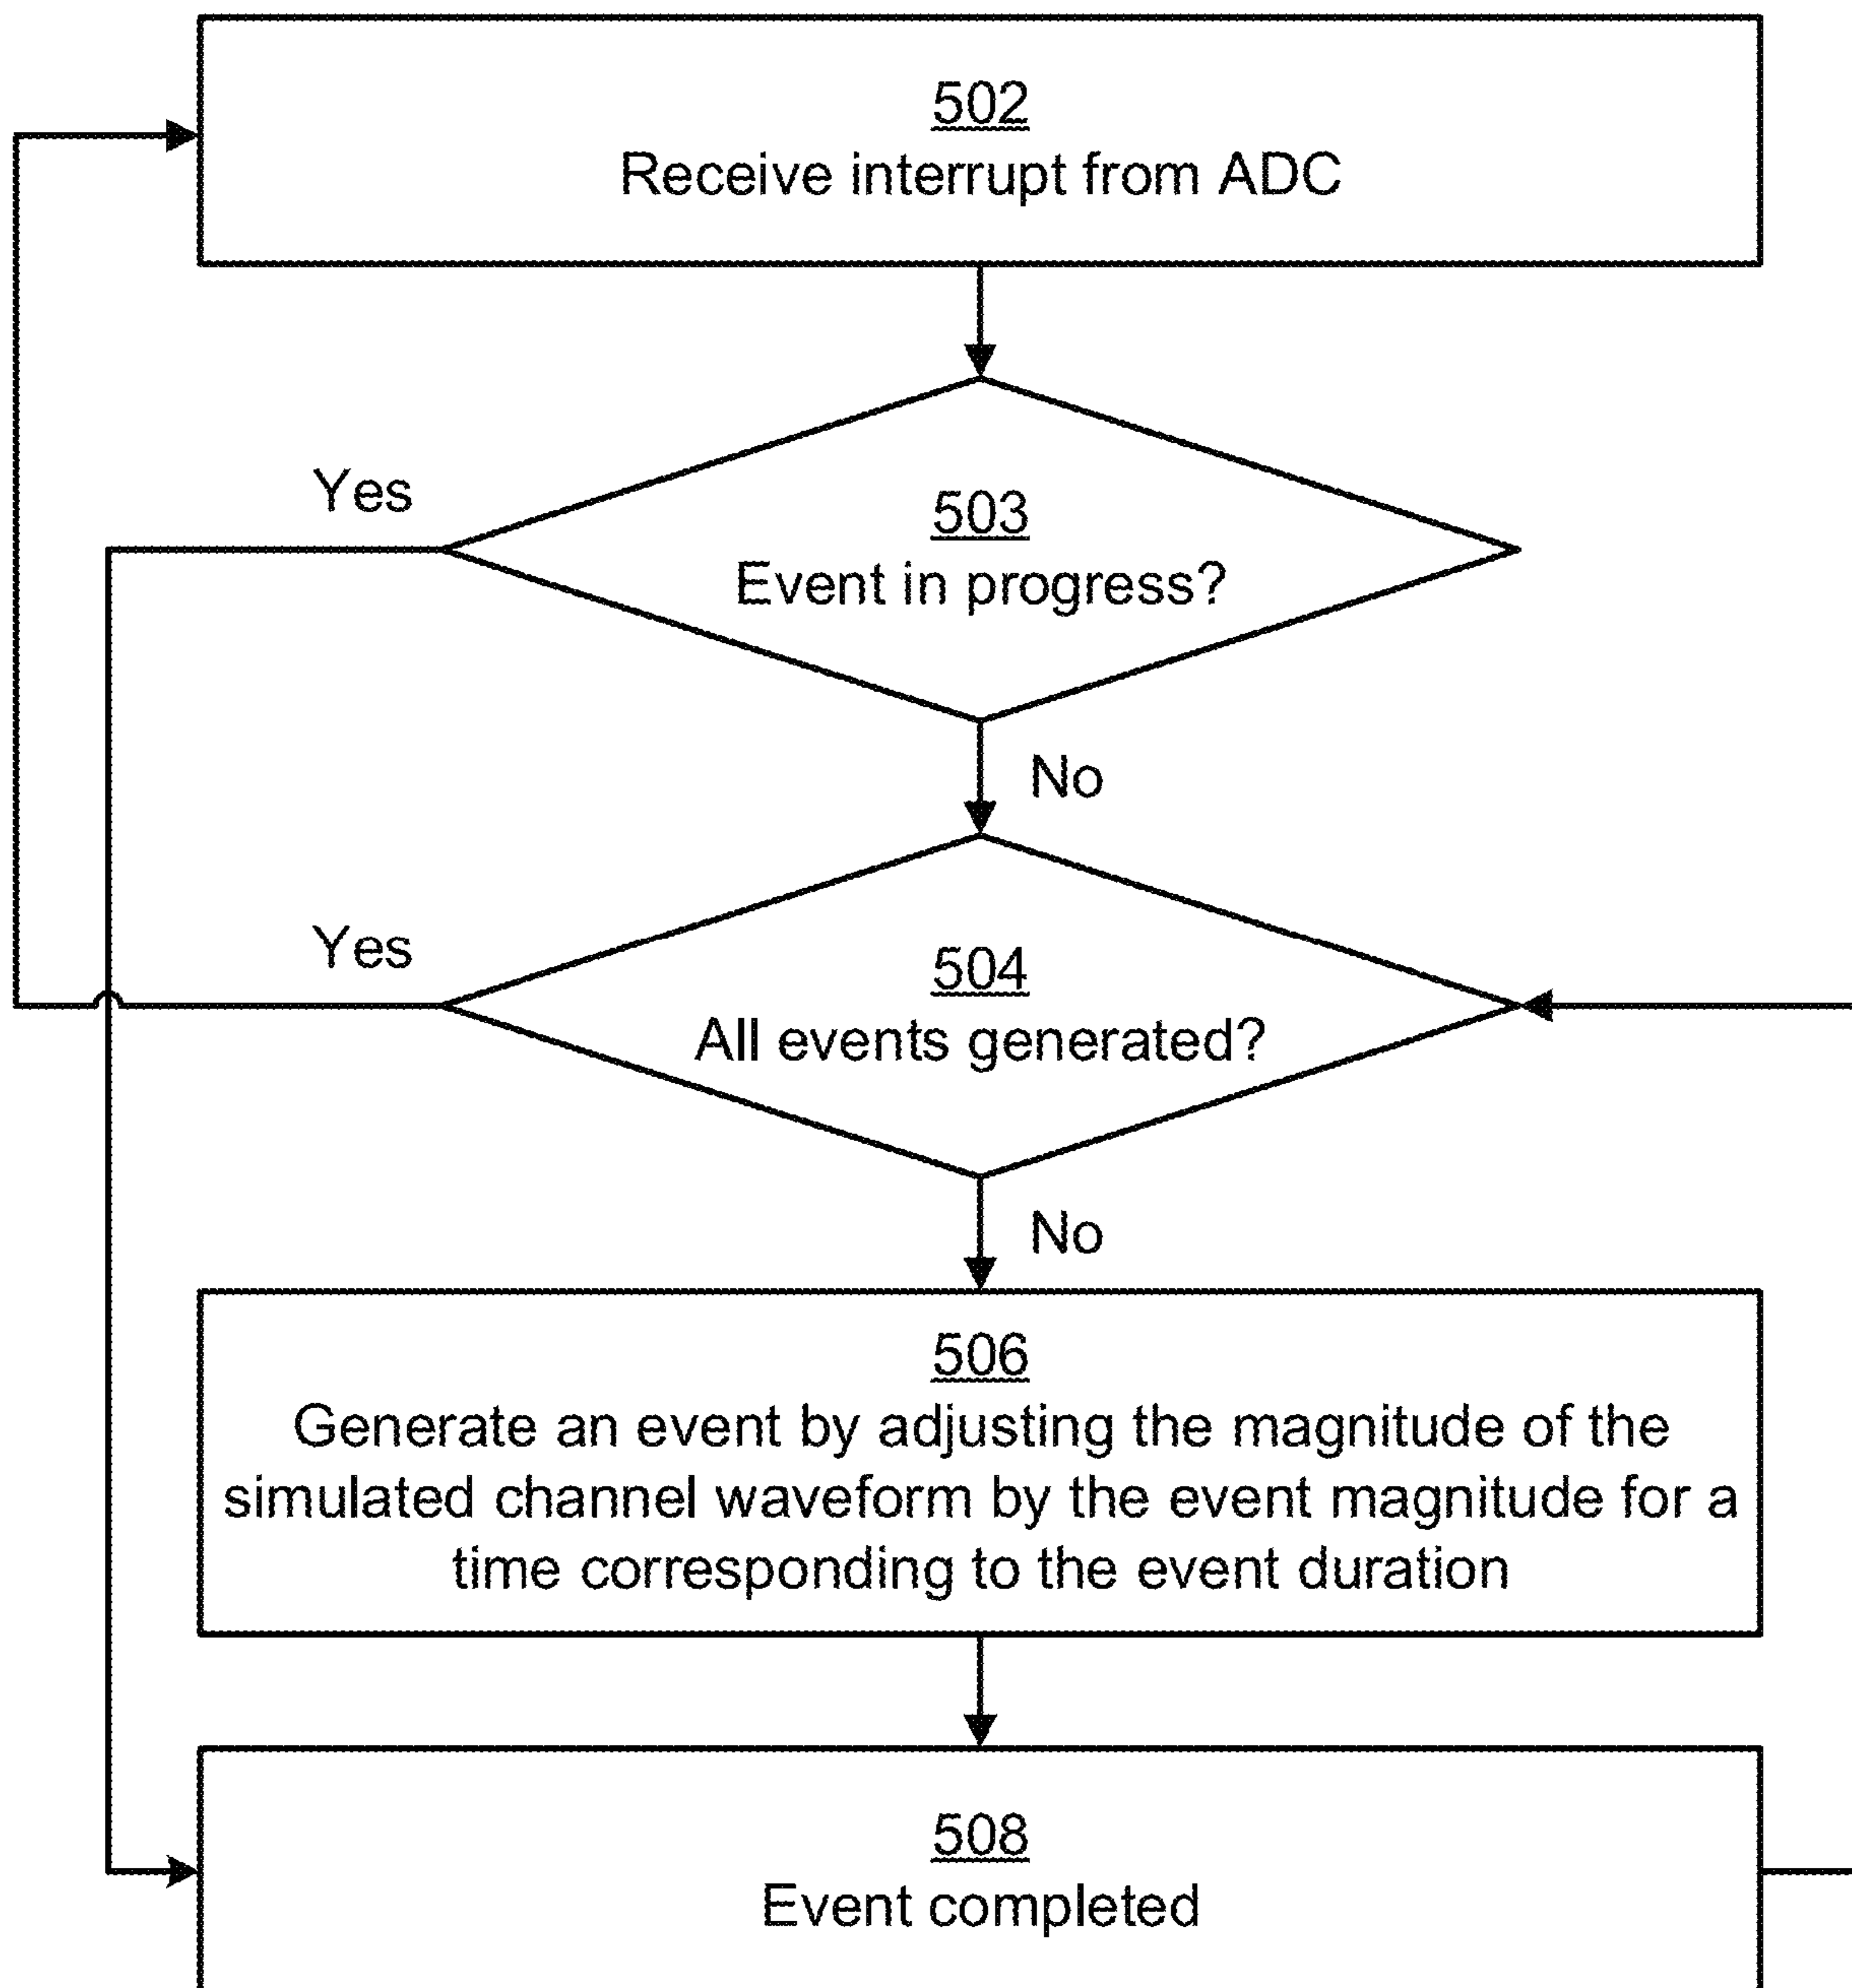 502
Receive interrupt from ADC
Yes
503
Event in progress?
No
Yes
504
All events generated?
No
506
Generate an event by adjusting the magnitude of the
simulated channel waveform by the event magnitude for a
time corresponding to the event duration
508
Event completed